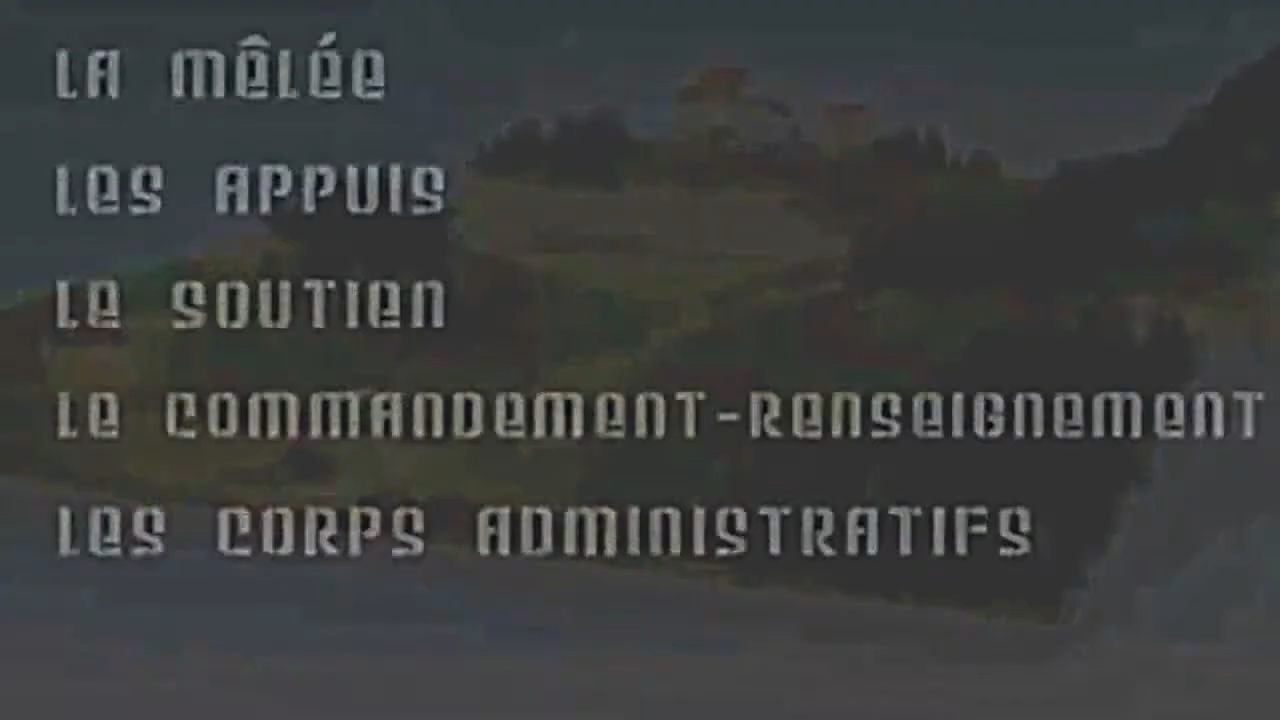 LA MÊLÉE
LES APPUIS
LE SOUTIEN
LE COMMANDEMENT-RENSEIGNEMENT
LES CORPS ADMINISTRATIFS